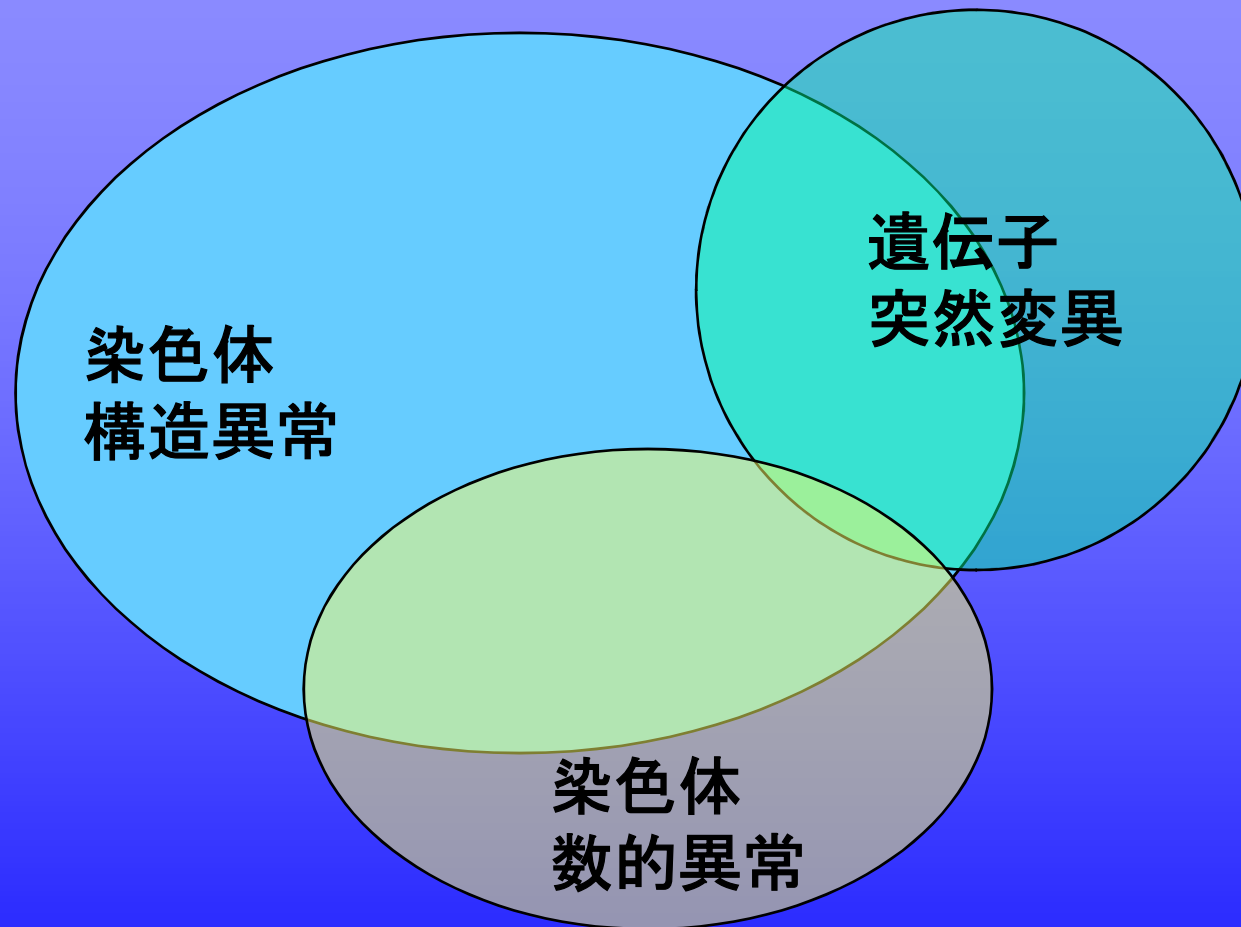 遺伝子
突然変異
染色体
構造異常
染色体
数的異常